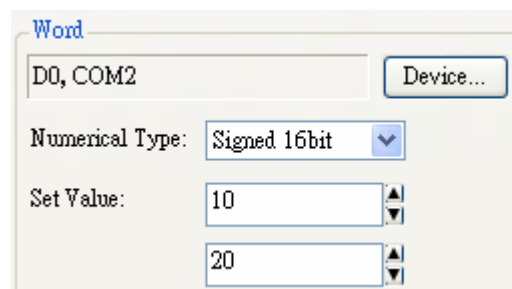 Word
D0, COM2 Device...
Numerical Type: Signed 16bit
Set Value: 10
20